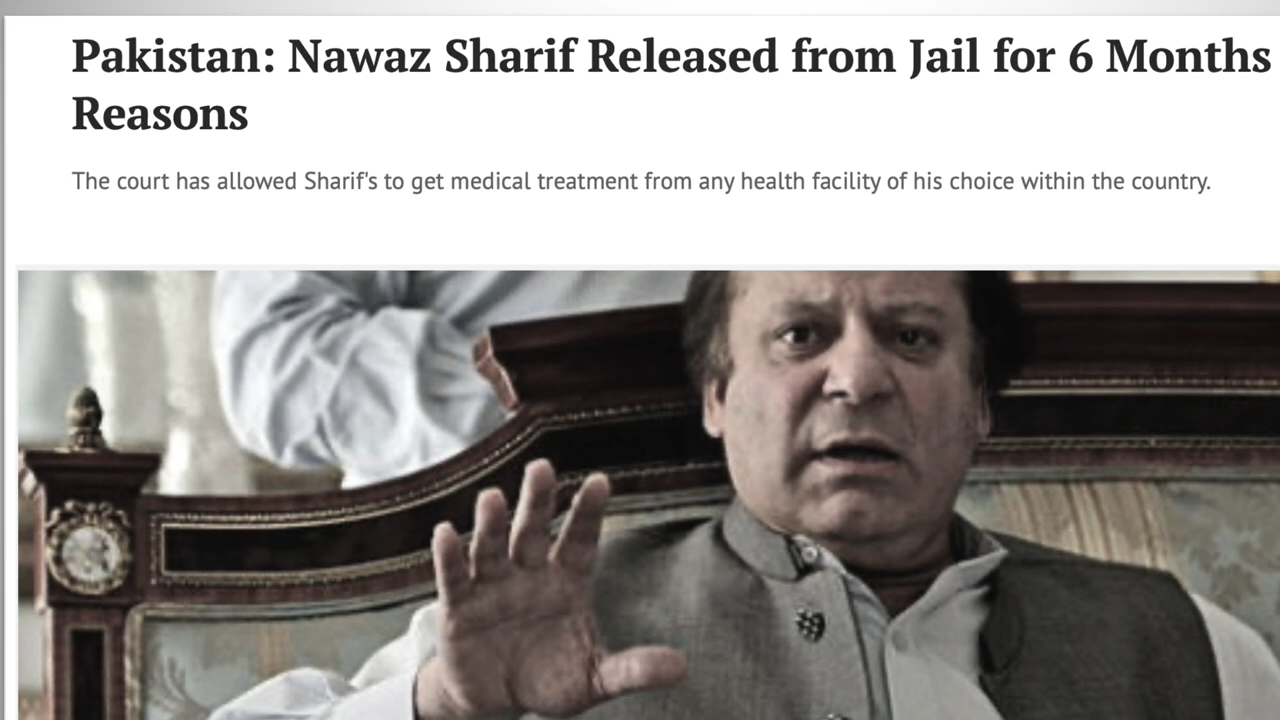 Pakistan: Nawaz Sharif Released from Jail for 6 Months
Reasons
The court has allowed Sharif's to get medical treatment from any health facility of his choice within the country.